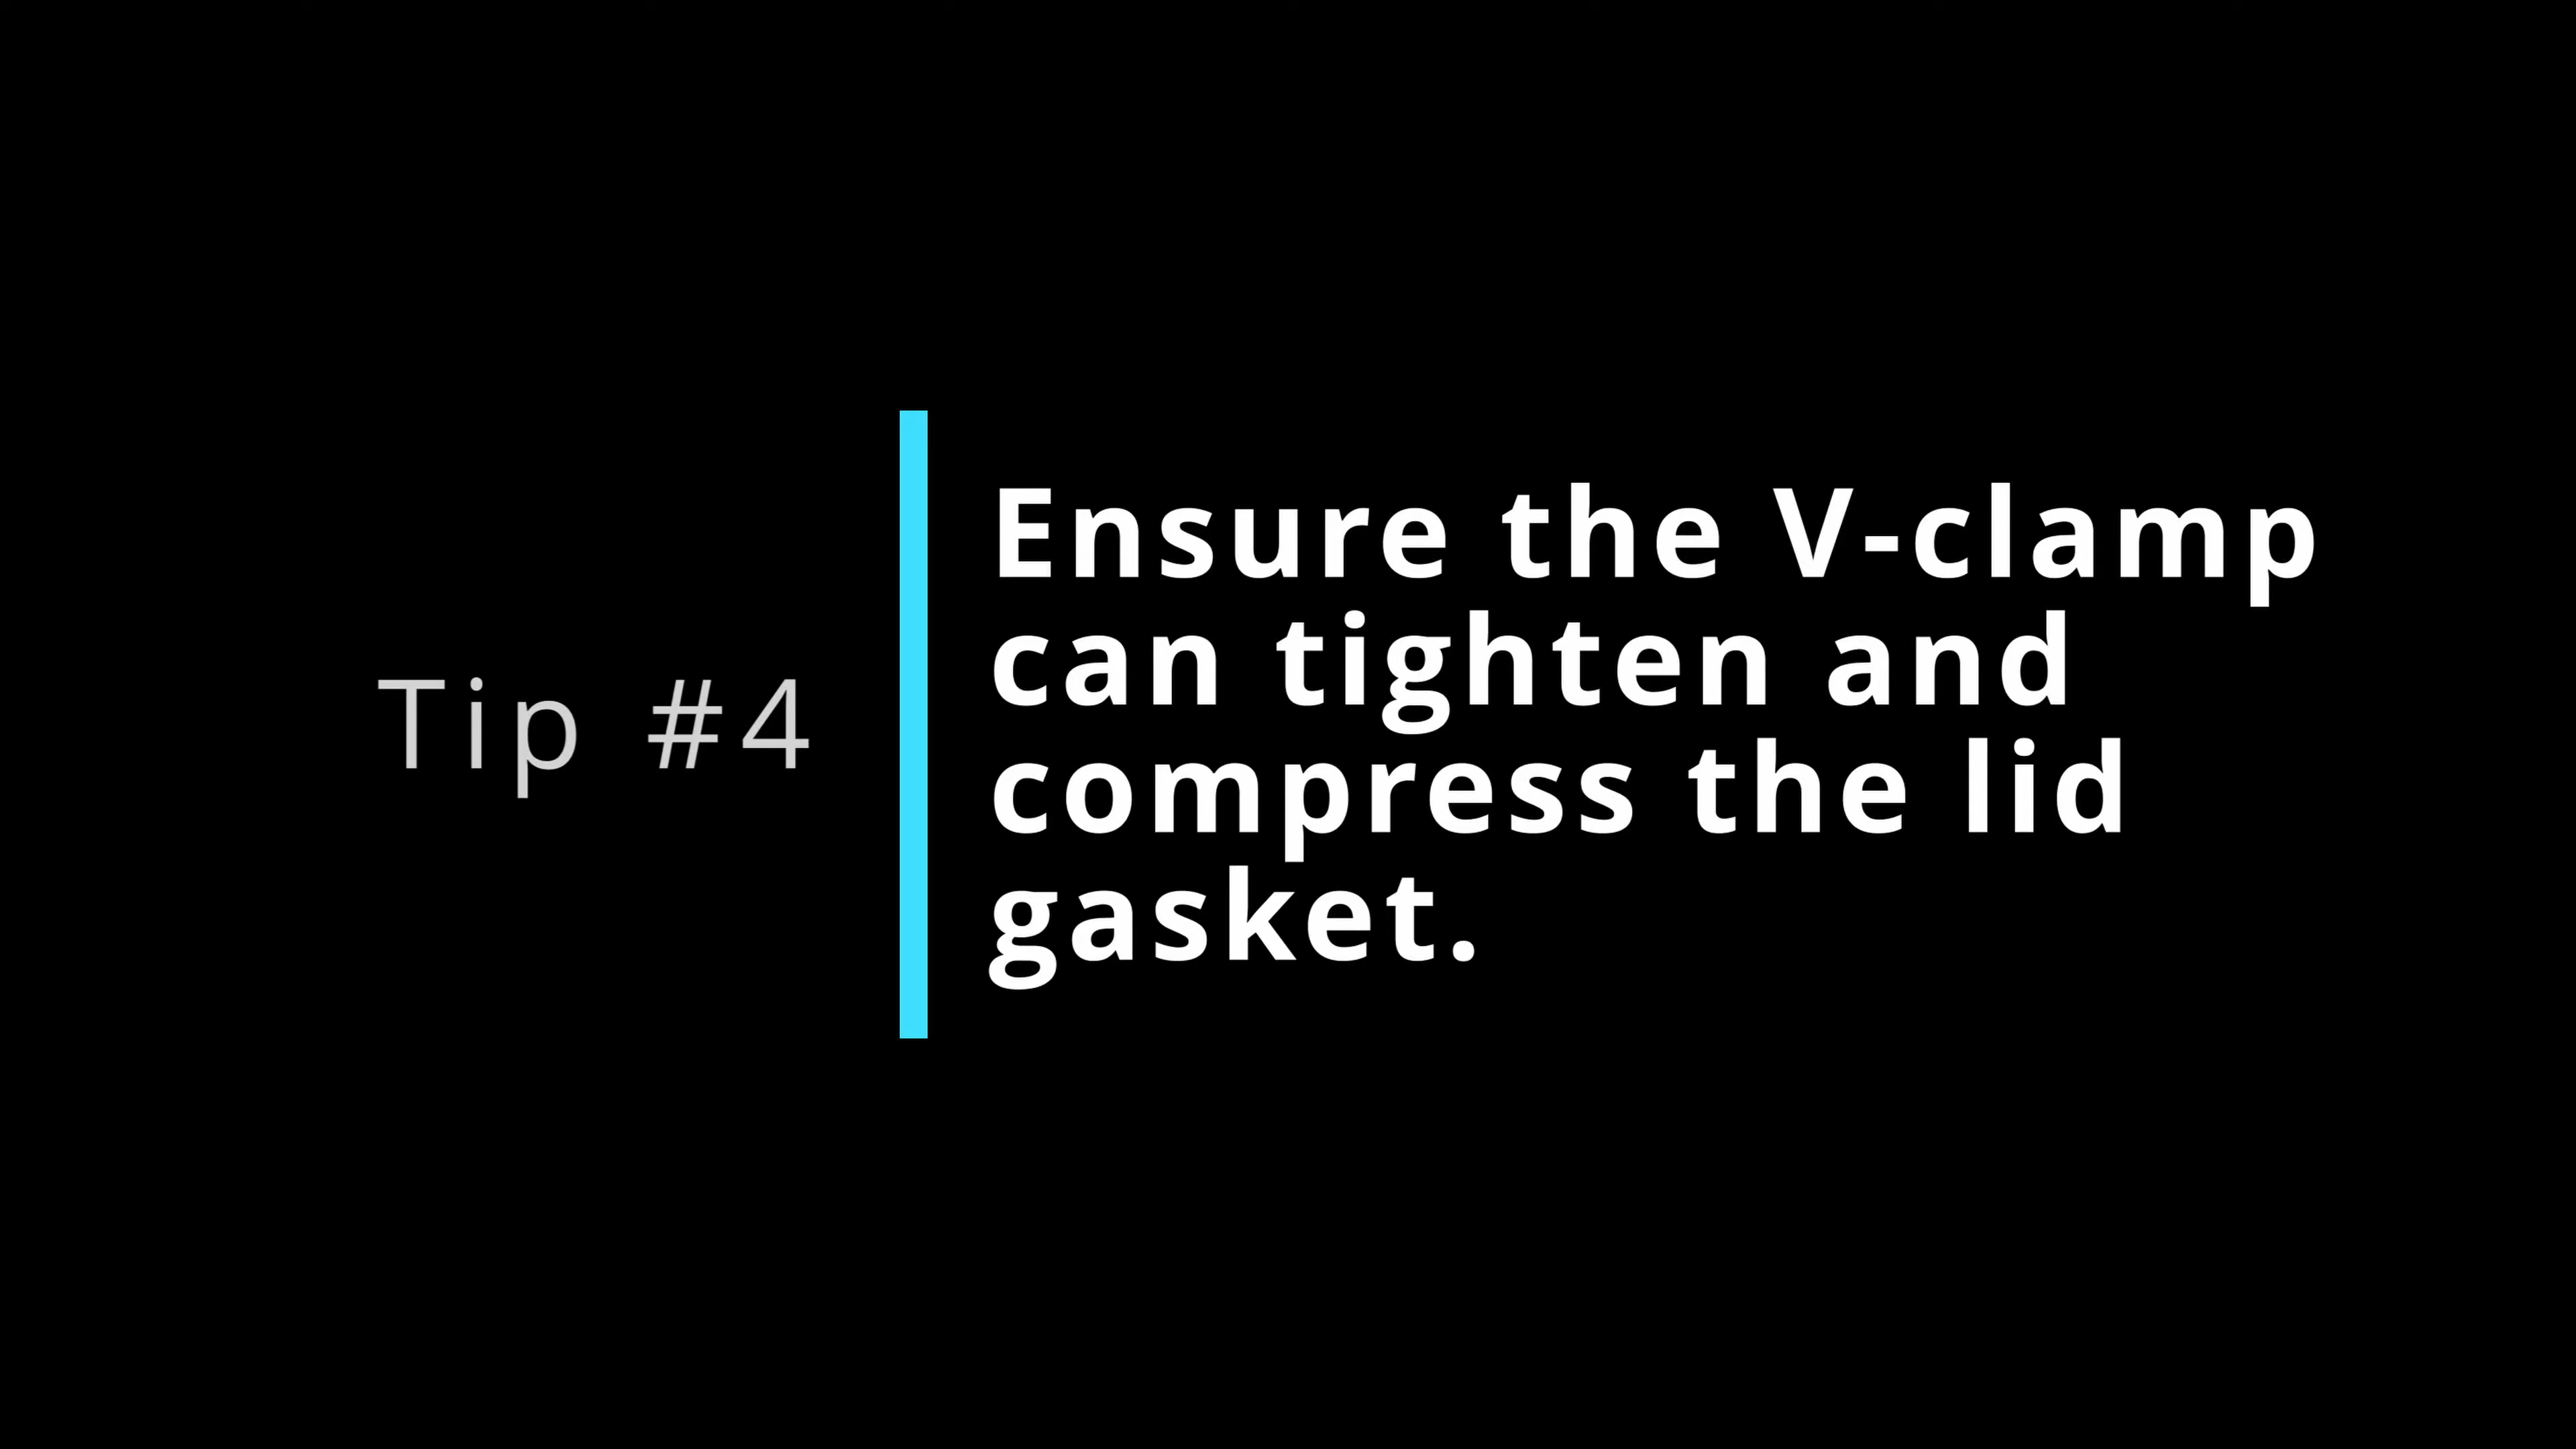 Tip #4
Ensure the V-clamp
can tighten and
compress the lid
gasket.